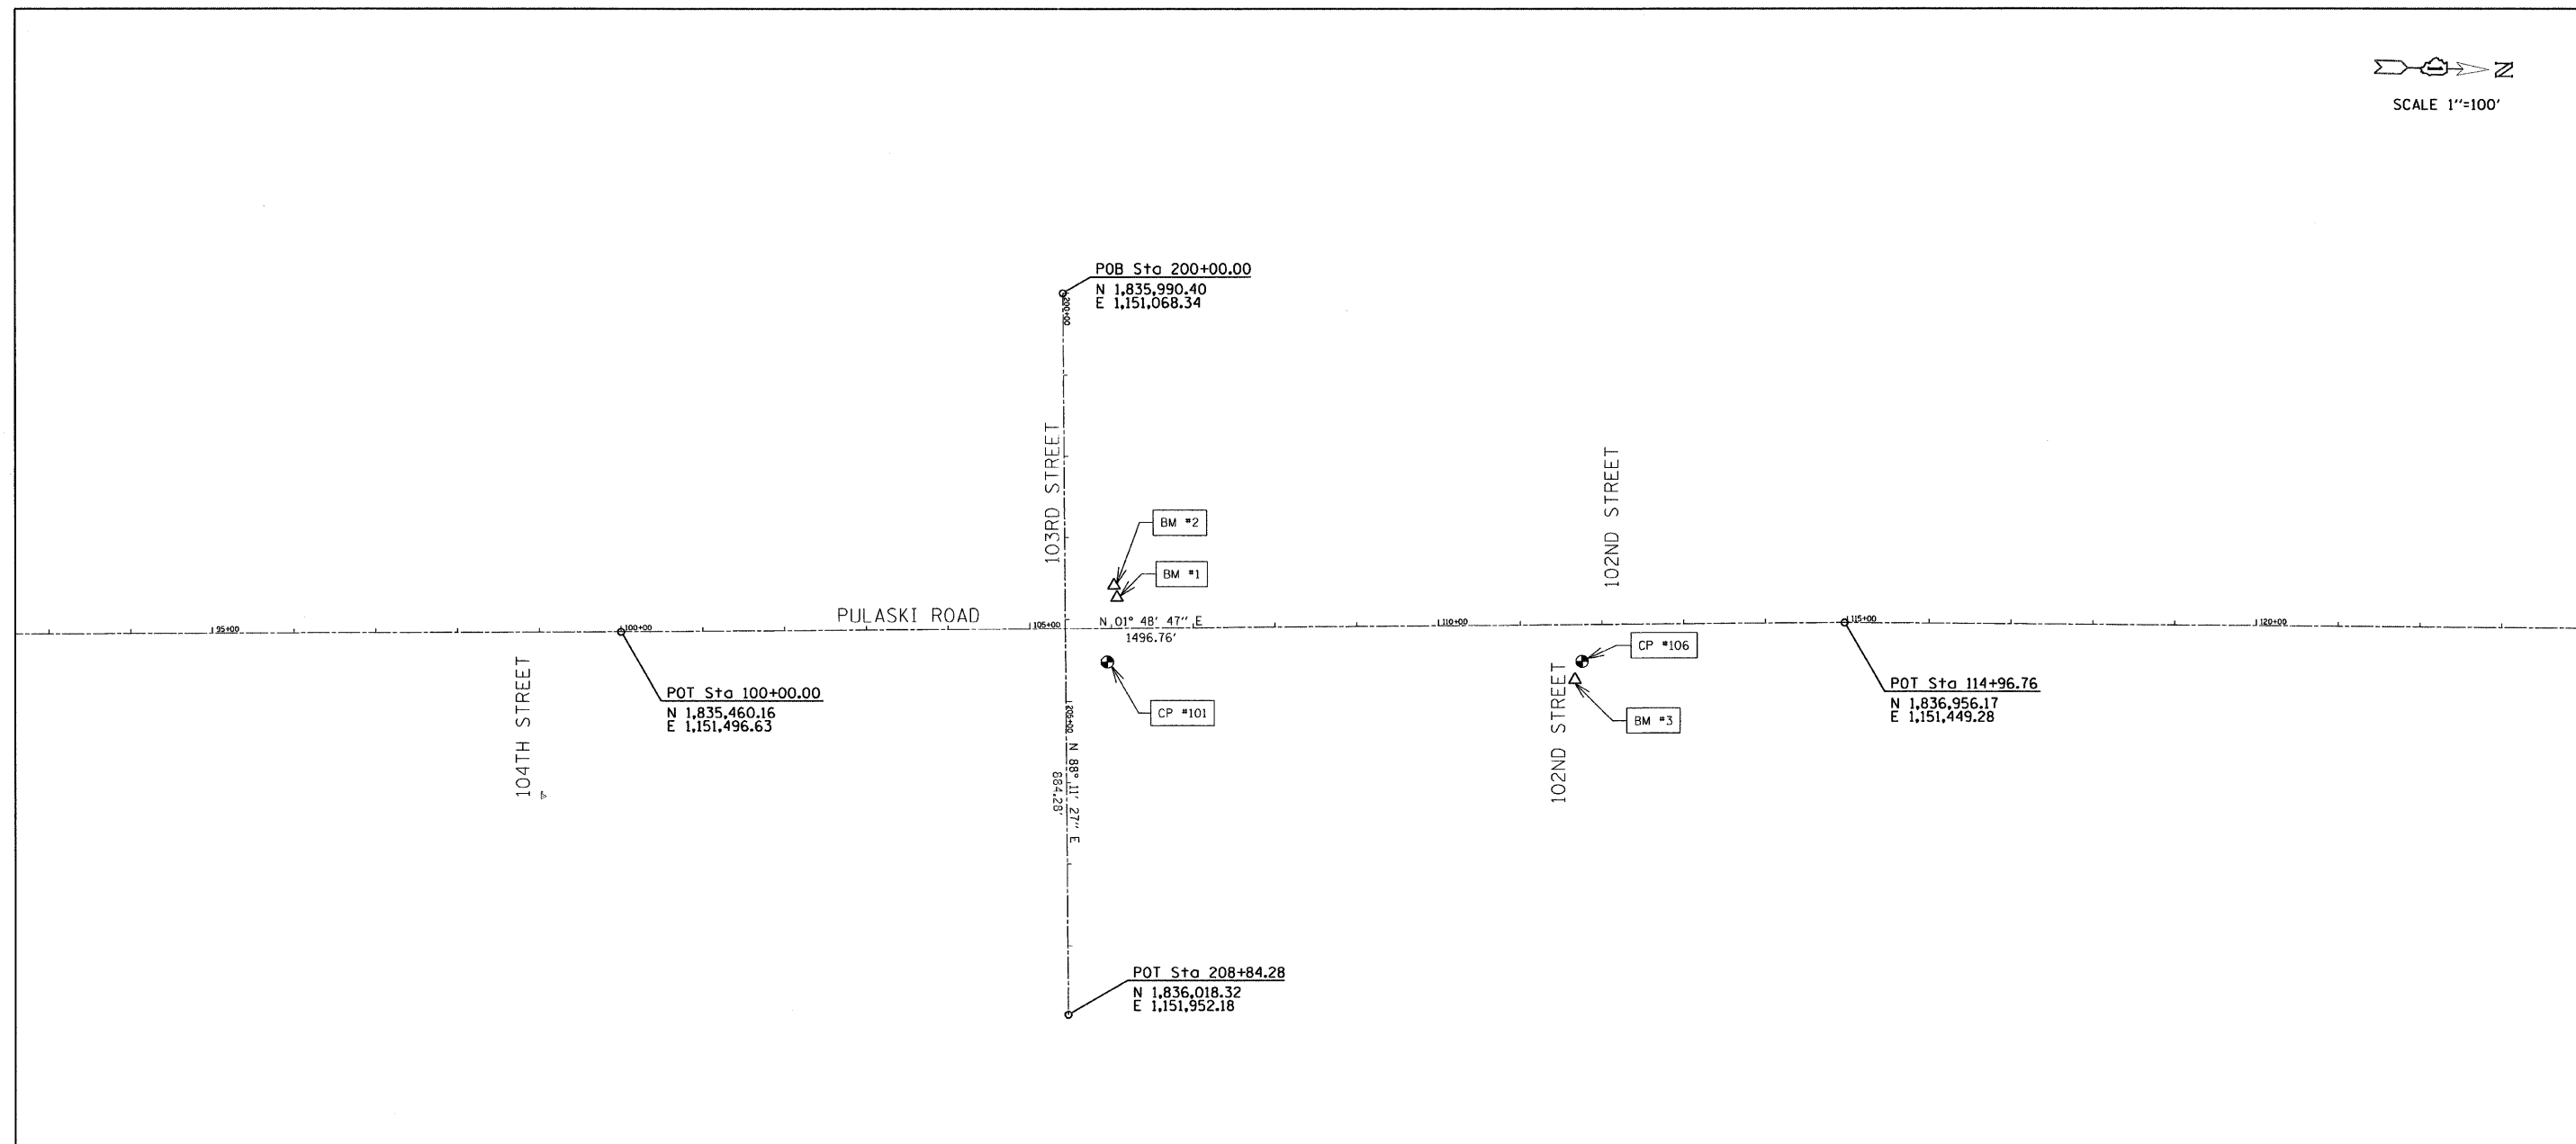 N
SCALE 1''=100'
POB Sta 200+00.00
N 1,835,990.40
E 1,151,068.34
200+00
103RD STREET
102ND STREET
BM #2
BM #1
PULASKI ROAD
95+00
100+00
105+00
N 01° 48' 47'' E
1496.76'
110+00
115+00
120+00
CP #106
POT Sta 100+00.00
N 1,835,460.16
E 1,151,496.63
104TH STREET
CP #101
205+00
N 88° 11' 27'' E
884.28'
102ND STREET
BM #3
POT Sta 114+96.76
N 1,836,956.17
E 1,151,449.28
POT Sta 208+84.28
N 1,836,018.32
E 1,151,952.18